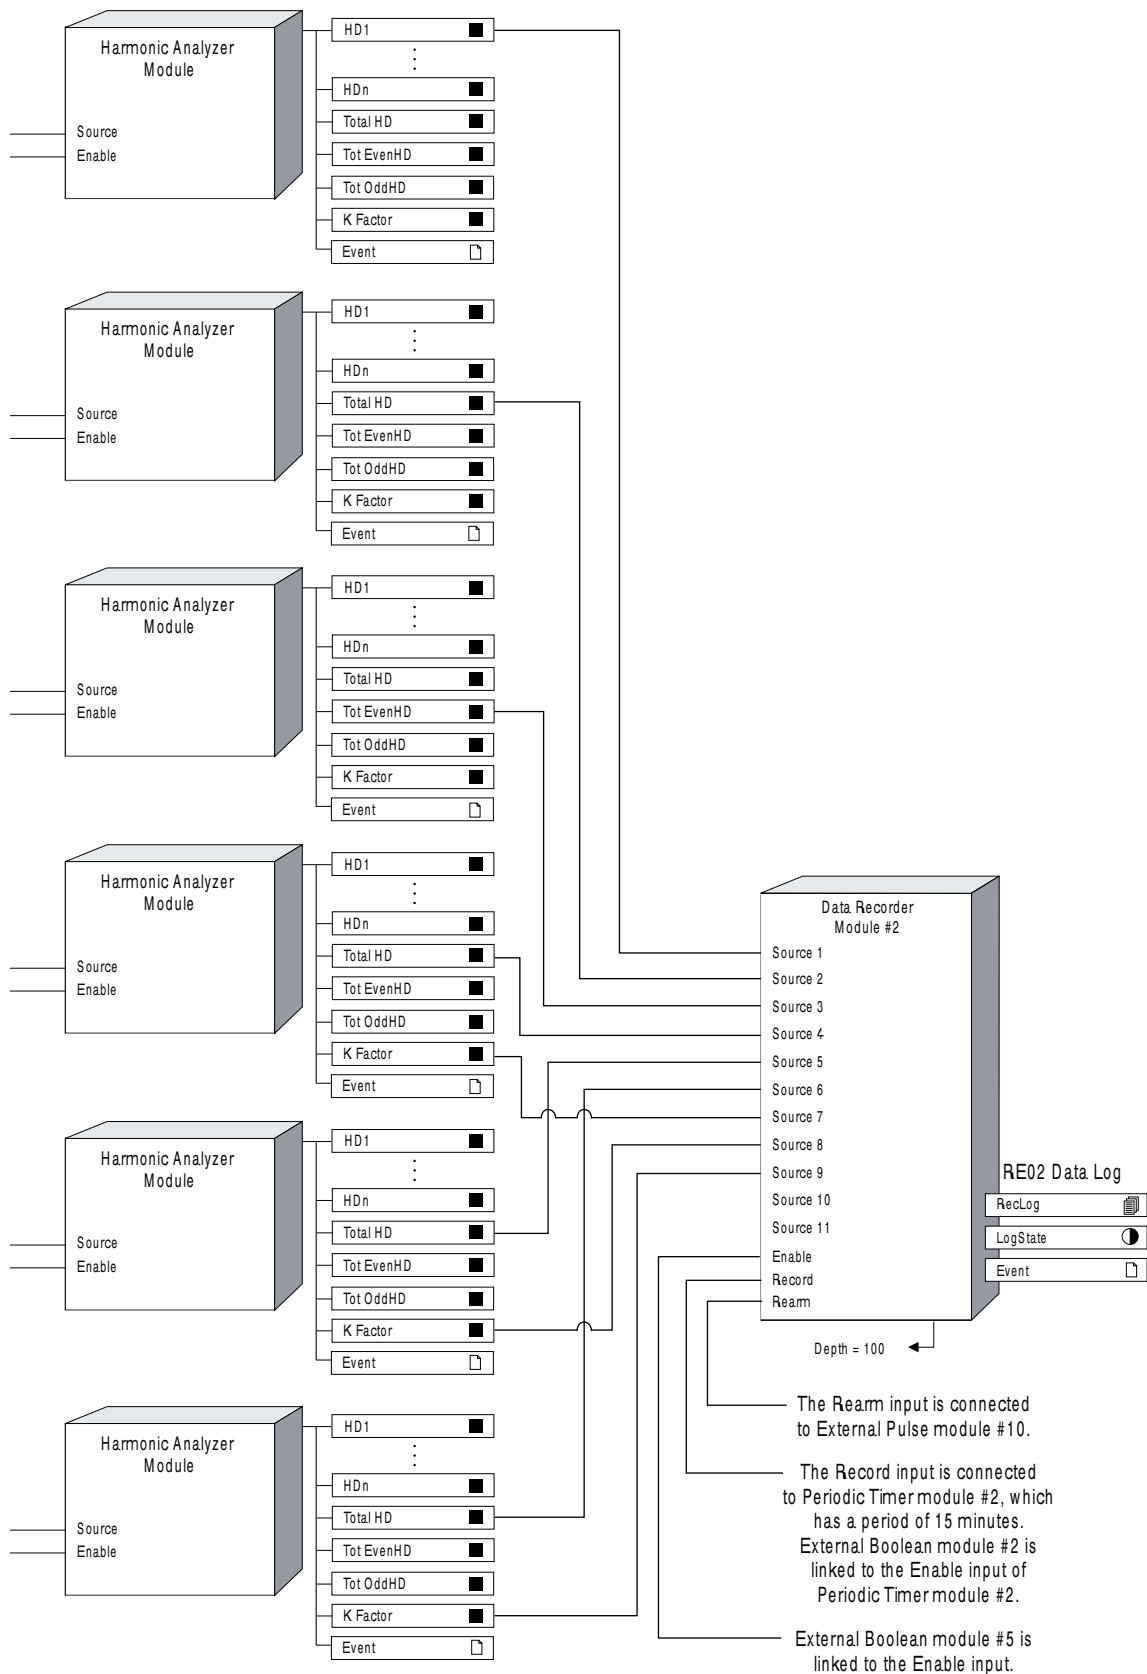 Harmonic Analyzer
Module
Source
Enable
HD1
HDn
Total HD
Tot EvenHD
Tot OddHD
K Factor
Event
Harmonic Analyzer
Module
Source
Enable
HD1
HDn
Total HD
Tot EvenHD
Tot OddHD
K Factor
Event
Harmonic Analyzer
Module
Source
Enable
HD1
HDn
Total HD
Tot EvenHD
Tot OddHD
K Factor
Event
Harmonic Analyzer
Module
Source
Enable
HD1
HDn
Total HD
Tot EvenHD
Tot OddHD
K Factor
Event
Harmonic Analyzer
Module
Source
Enable
HD1
HDn
Total HD
Tot EvenHD
Tot OddHD
K Factor
Event
Harmonic Analyzer
Module
Source
Enable
HD1
HDn
Total HD
Tot EvenHD
Tot OddHD
K Factor
Event
Data Recorder
Module #2
Source 1
Source 2
Source 3
Source 4
Source 5
Source 6
Source 7
Source 8
Source 9
Source 10
Source 11
Enable
Record
Rearm
RE02 Data Log
RecLog
LogState
Event
Depth = 100
The Rearm input is connected
to External Pulse module #10.
The Record input is connected
to Periodic Timer module #2, which
has a period of 15 minutes.
External Boolean module #2 is
linked to the Enable input of
Periodic Timer module #2.
External Boolean module #5 is
linked to the Enable input.